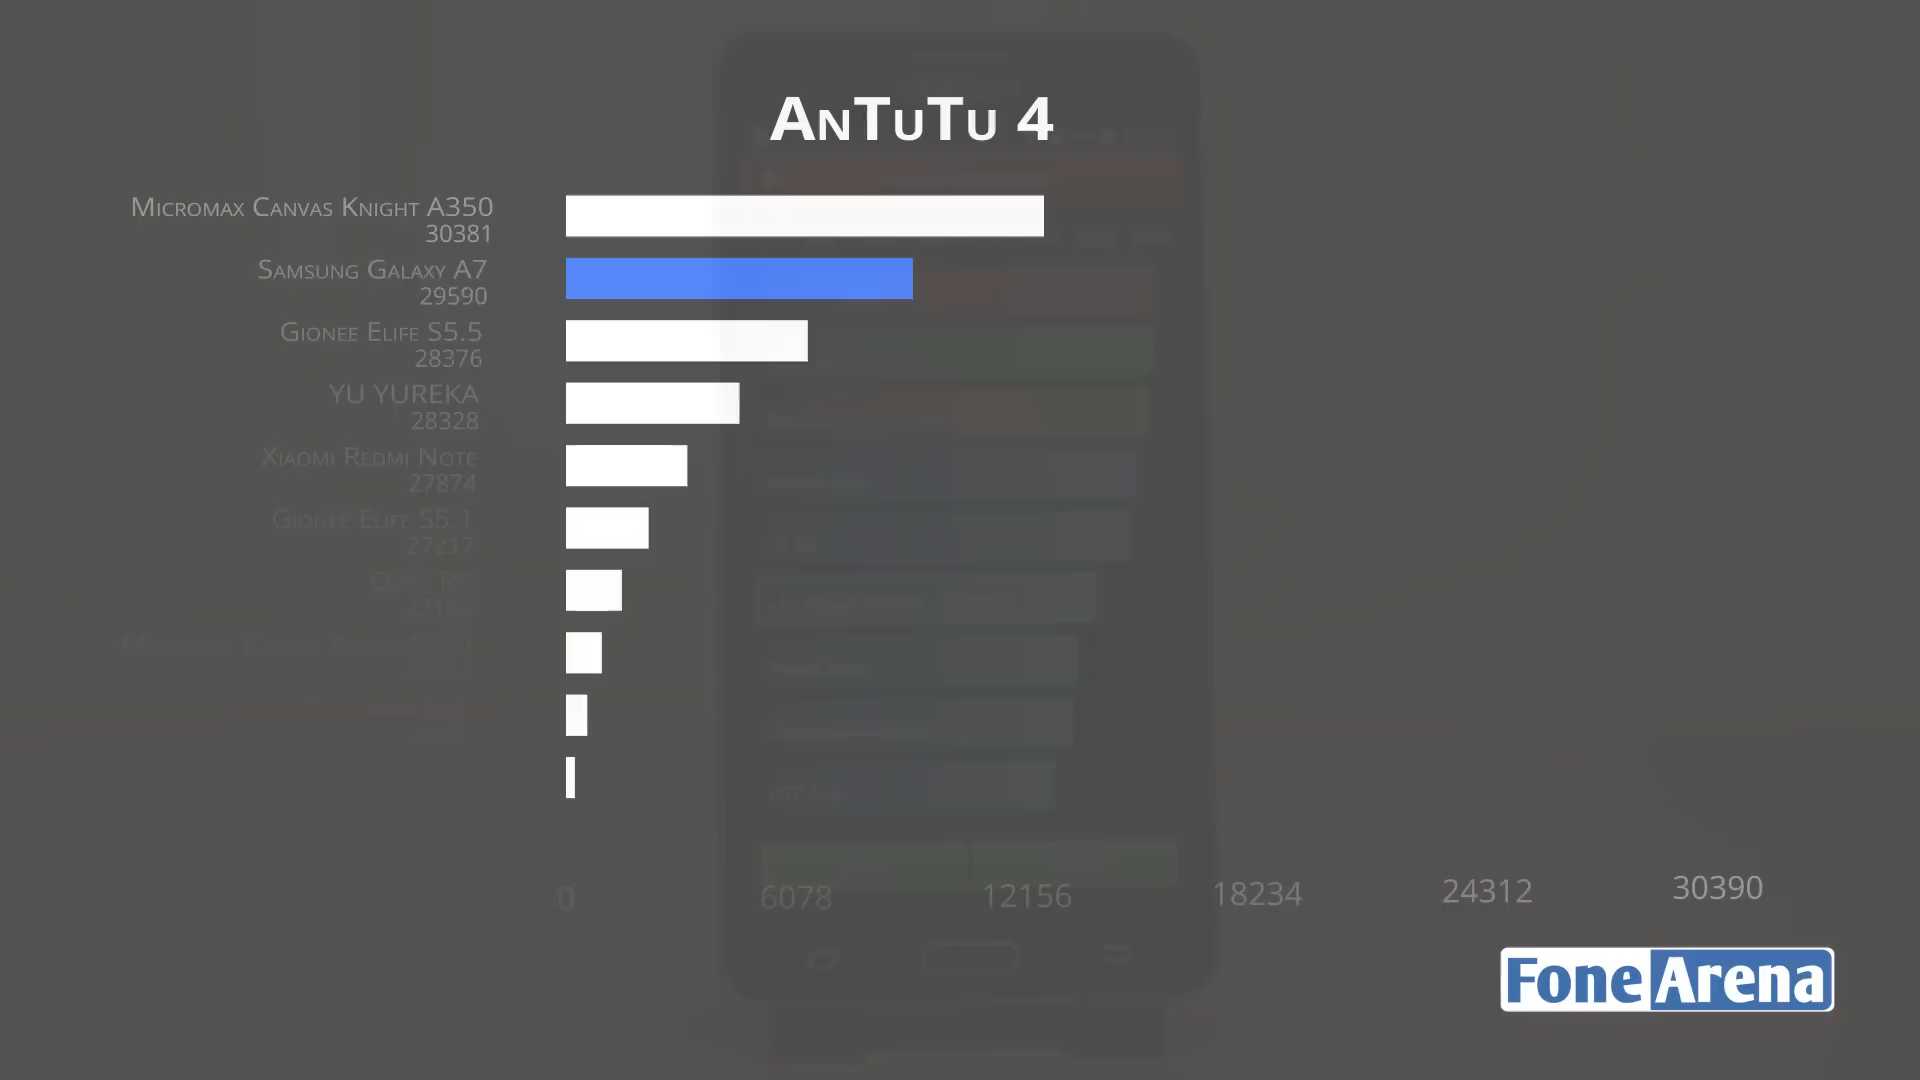 AnTuTu 4
Micromax Canvas Knight A350
30381
Samsung Galaxy A7
29590
Gionee Elife S5.5
28376
YU YUREKA
28328
Xiaomi Redmi Note
27874
Gionee Elife S5.1
27217
0 6078 12156 18234 24312 30390
FoneArena